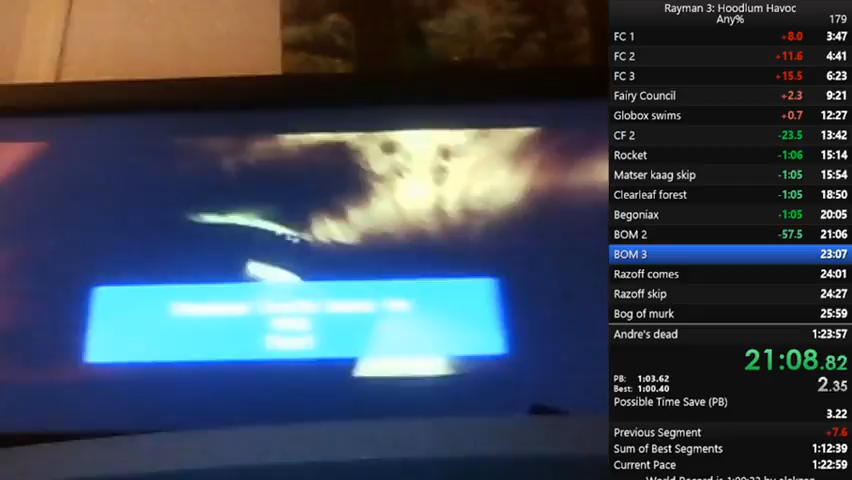 Rayman 3: Hoodlum Havoc
Any% 179
FC 1 +8.0 3:47
FC 2 +11.6 4:41
FC 3 +15.5 6:23
Fairy Council +2.3 9:21
Globox swims +0.7 12:27
CF 2 -23.5 13:42
Rocket -1:06 15:14
Matser kaag skip -1:05 15:54
Clearleaf forest -1:05 18:50
Begoniax -1:05 20:05
BOM 2 -57.5 21:06
BOM 3 23:07
Razoff comes 24:01
Razoff skip 24:27
Bog of murk 25:59
Andre's dead 1:23:57
21:08.82
PB: 1:03.62
Best: 1:00.40 2.35
Possible Time Save (PB)
3.22
Previous Segment +7.6
Sum of Best Segments 1:12:39
Current Pace 1:22:59
World Record is